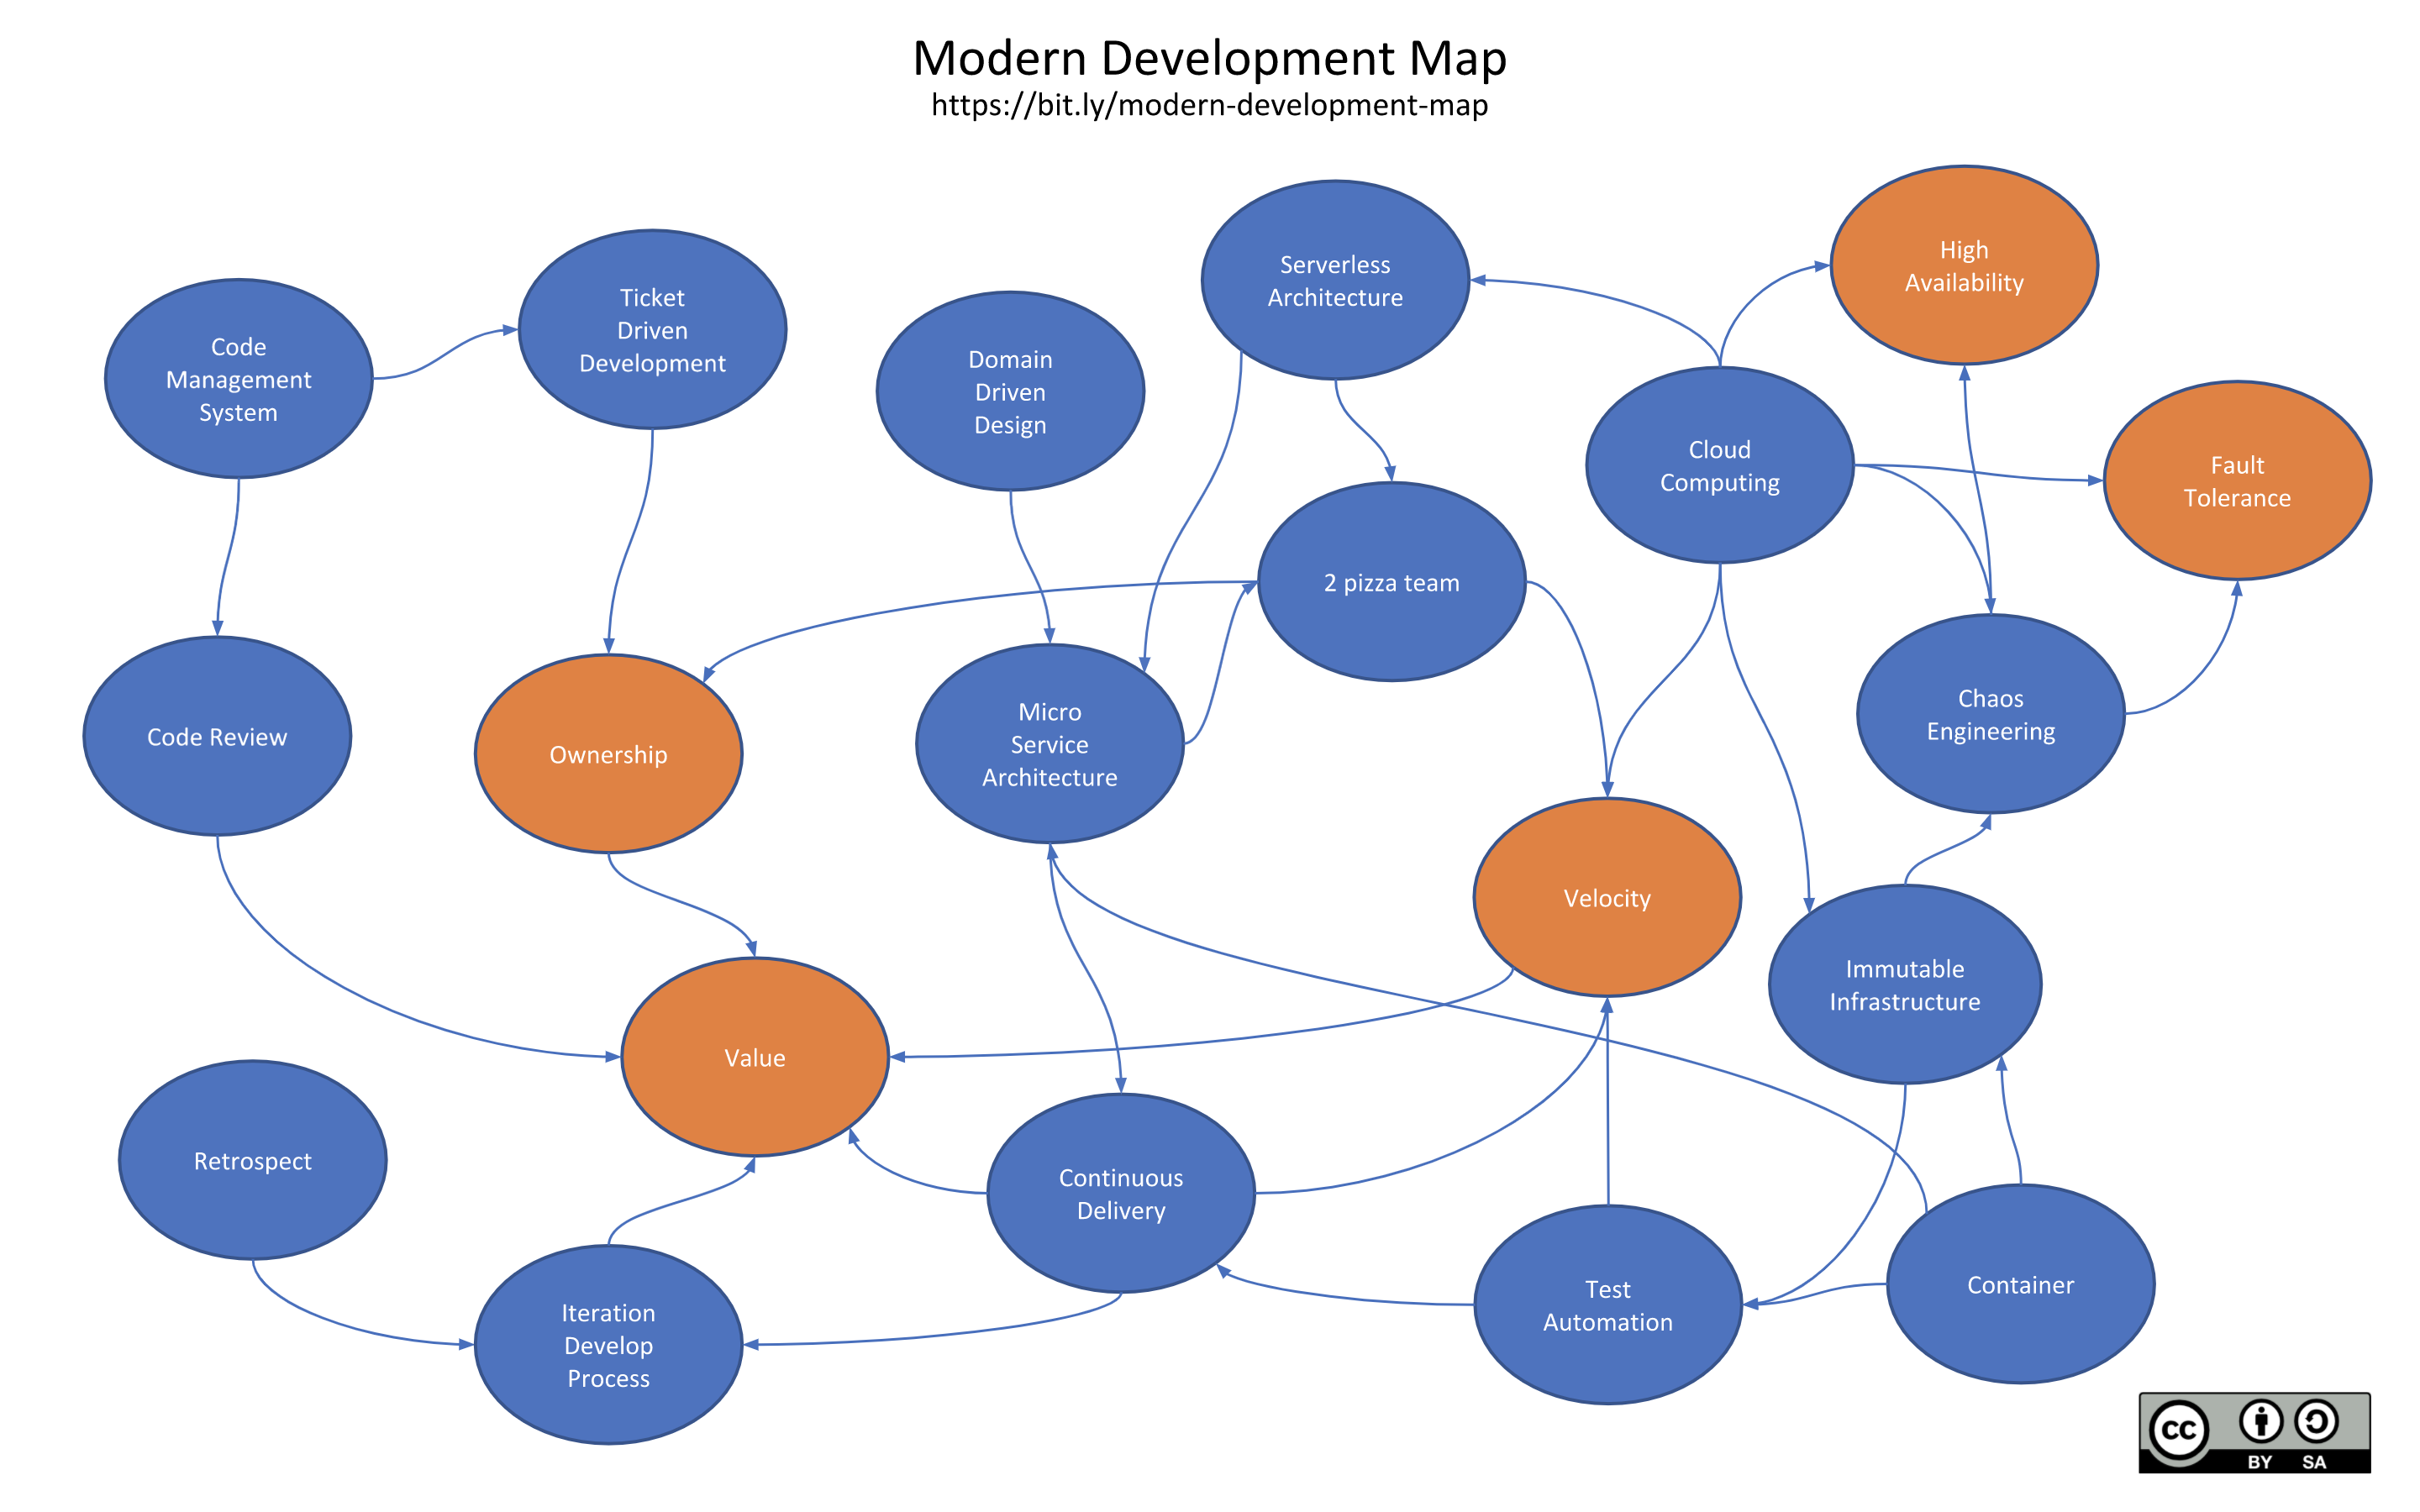 Modern Development Map
https://bit.ly/modern-development-map
Code
Management
System
Ticket
Driven
Development
Domain
Driven
Design
Serverless
Architecture
High
Availability
Cloud
Computing
Fault
Tolerance
2 pizza team
Code Review
Ownership
Micro
Service
Architecture
Chaos
Engineering
Velocity
Immutable
Infrastructure
Value
Retrospect
Continuous
Delivery
Iteration
Develop
Process
Test
Automation
Container
cc
BY SA